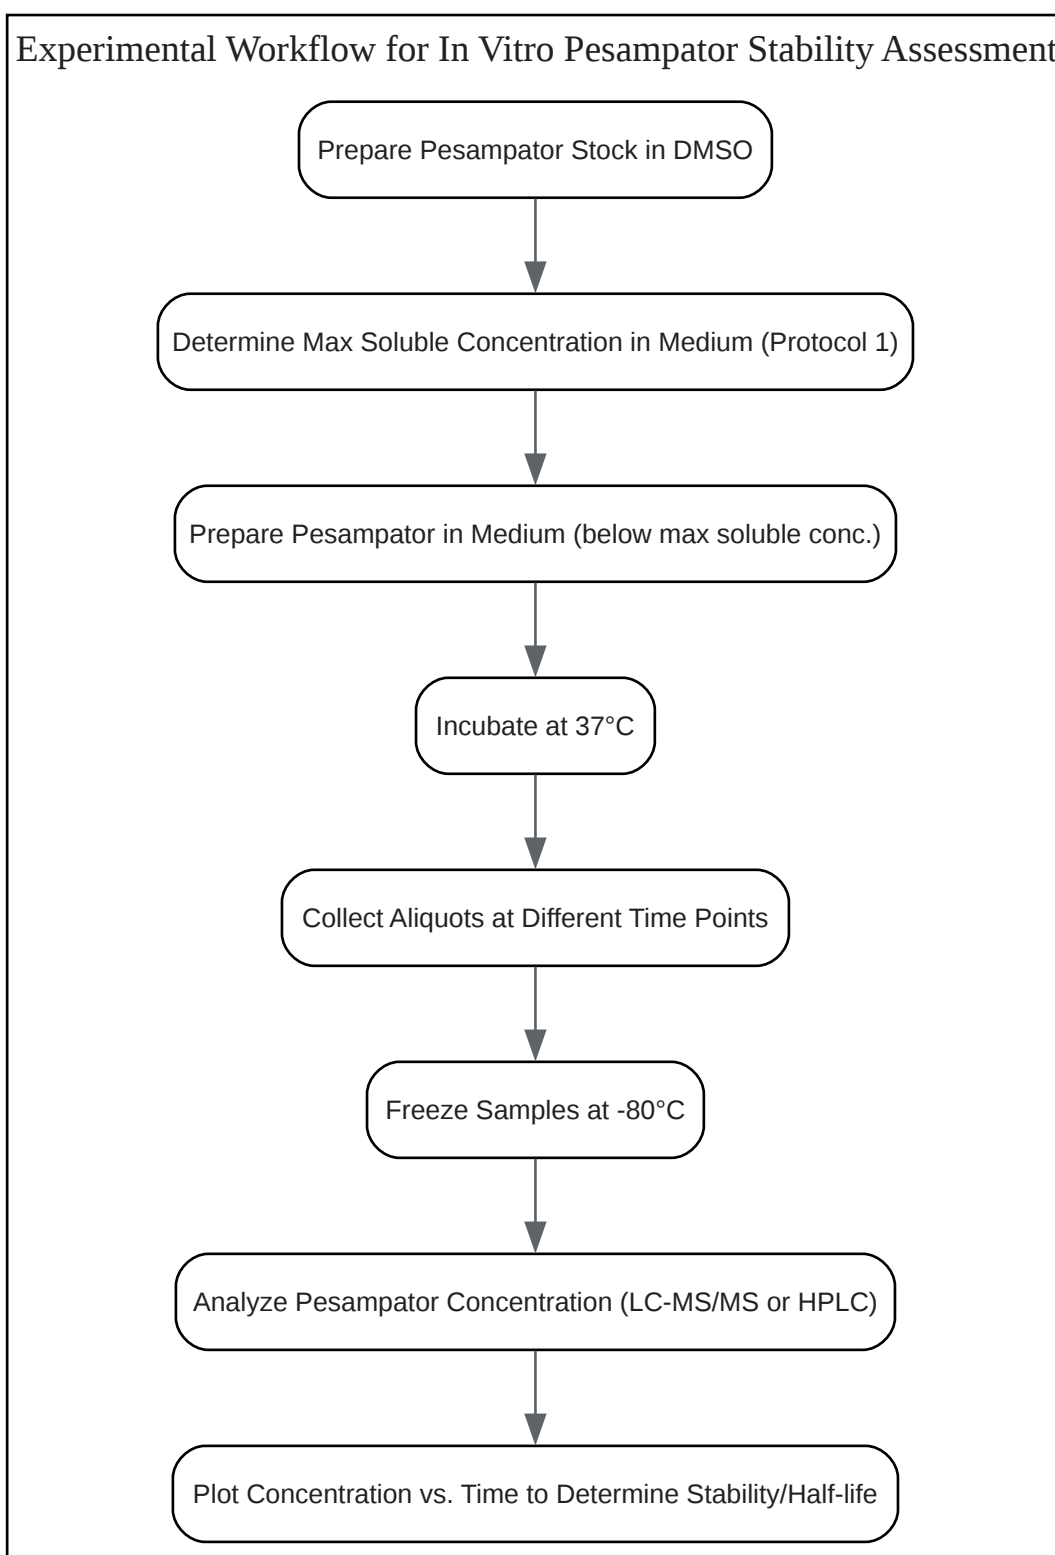 Experimental Workflow for In Vitro Pesampator Stability Assessment
Prepare Pesampator Stock in DMSO
Determine Max Soluble Concentration in Medium (Protocol 1)
Prepare Pesampator in Medium (below max soluble conc.)
Incubate at 37°C
Collect Aliquots at Different Time Points
Freeze Samples at -80°C
Analyze Pesampator Concentration (LC-MS/MS or HPLC)
Plot Concentration vs. Time to Determine Stability/Half-life